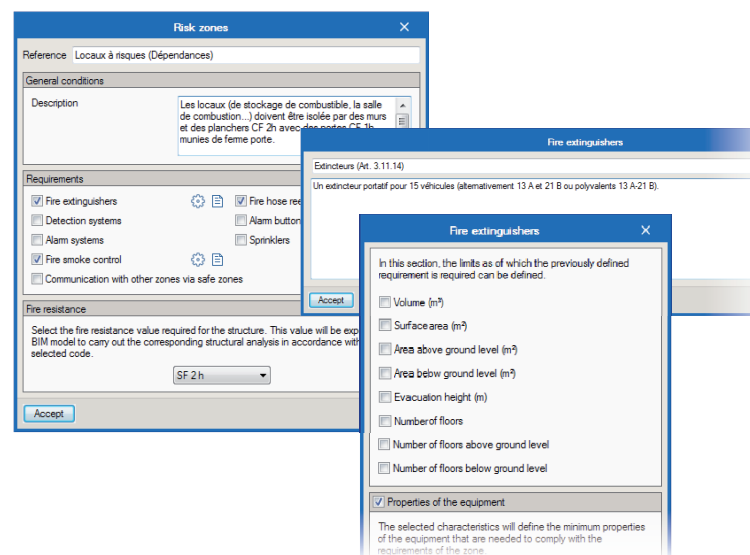 Risk zones
Reference Locaux à risques (Dépendances)
General conditions
Description
Les locaux (de stockage de combustible, la salle
de combustion...) doivent être isolée par des murs
et des planchers CF 2h avec des portes CF 1h
munies de ferme porte.
Requirements
Fire extinguishers
Fire hose ree
Detection systems
Alarm button
Alarm systems
Sprinklers
Fire smoke control
Communication with other zones via safe zones
Fire resistance
Select the fire resistance value required for the structure. This value will be exp
BIM model to carry out the corresponding structural analysis in accordance with
selected code.
SF 2 h
Accept
Fire extinguishers
Extincteurs (Art. 3.11.14)
Un extincteur portatif pour 15 véhicules (alternativement 13 A et 21 B ou polyvalents 13 A-21 B).
Accept
Fire extinguishers
In this section, the limits as of which the previously defined
requirement is required can be defined.
Volume (m³)
Surface area (m²)
Area above ground level (m²)
Area below ground level (m²)
Evacuation height (m)
Number of floors
Number of floors above ground level
Number of floors below ground level
Properties of the equipment
The selected characteristics will define the minimum properties
of the equipment that are needed to comply with the
requirements of the zone.